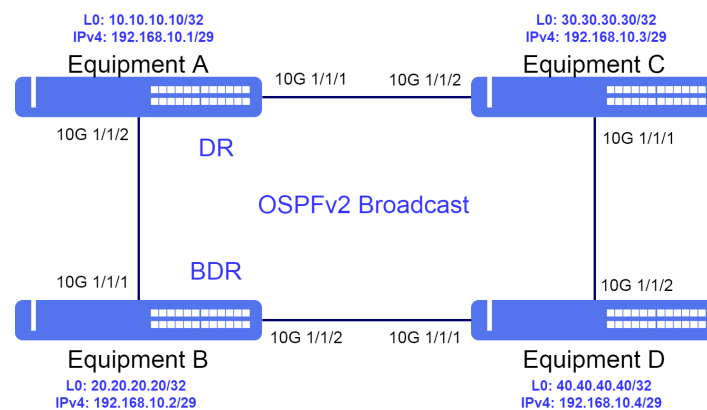 L0: 10.10.10.10/32
IPv4: 192.168.10.1/29
Equipment A
L0: 30.30.30.30/32
IPv4: 192.168.10.3/29
Equipment C
10G 1/1/1
10G 1/1/2
10G 1/1/2
DR
10G 1/1/1
OSPFv2 Broadcast
10G 1/1/1
BDR
10G 1/1/2
10G 1/1/2
10G 1/1/1
Equipment B
L0: 20.20.20.20/32
IPv4: 192.168.10.2/29
Equipment D
L0: 40.40.40.40/32
IPv4: 192.168.10.4/29